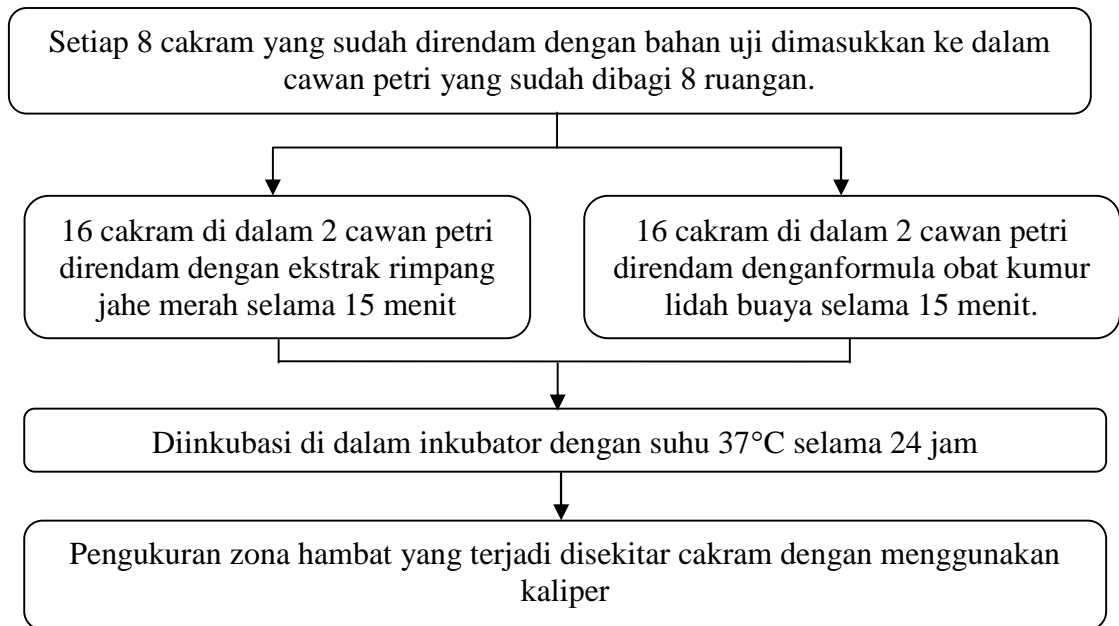 Setiap 8 cakram yang sudah direndam dengan bahan uji dimasukkan ke dalam
cawan petri yang sudah dibagi 8 ruangan.
16 cakram di dalam 2 cawan petri
direndam dengan ekstrak rimpang
jahe merah selama 15 menit
16 cakram di dalam 2 cawan petri
direndam denganformula obat kumur
lidah buaya selama 15 menit.
Diinkubasi di dalam inkubator dengan suhu 37°C selama 24 jam
Pengukuran zona hambat yang terjadi disekitar cakram dengan menggunakan
kaliper